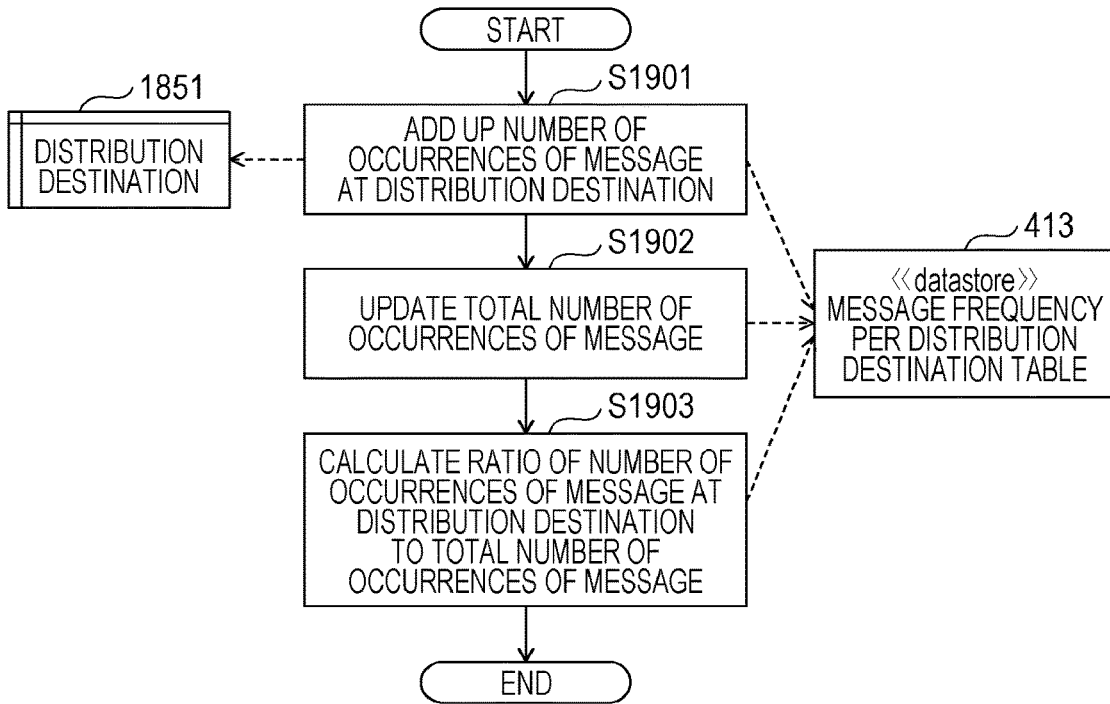 START
S1901
1851
ADD UP NUMBER OF
OCCURRENCES OF MESSAGE
AT DISTRIBUTION DESTINATION
DISTRIBUTION
DESTINATION
S1902
413
UPDATE TOTAL NUMBER OF
OCCURRENCES OF MESSAGE
《datastore》
MESSAGE FREQUENCY
PER DISTRIBUTION
DESTINATION TABLE
S1903
CALCULATE RATIO OF NUMBER OF
OCCURRENCES OF MESSAGE AT
DISTRIBUTION DESTINATION
TO TOTAL NUMBER OF
OCCURRENCES OF MESSAGE
END